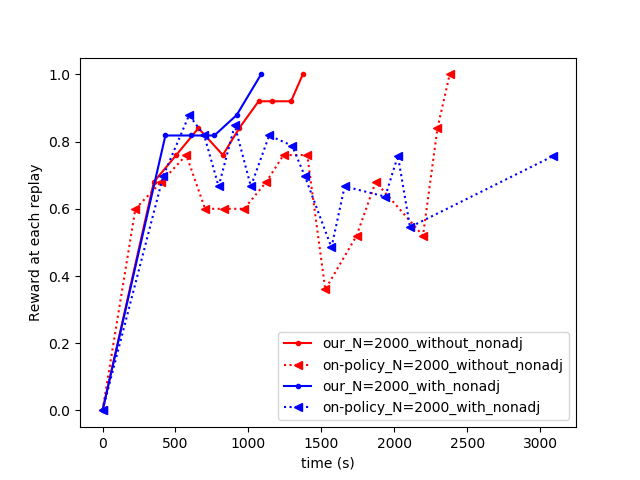 1.0
0.8
0.6
0.4
0.2
0.0
Reward at each replay
our_N=2000_without_nonadj
on-policy_N=2000_without_nonadj
our_N=2000_with_nonadj
on-policy_N=2000_with_nonadj
0 500 1000 1500 2000 2500 3000
time (s)